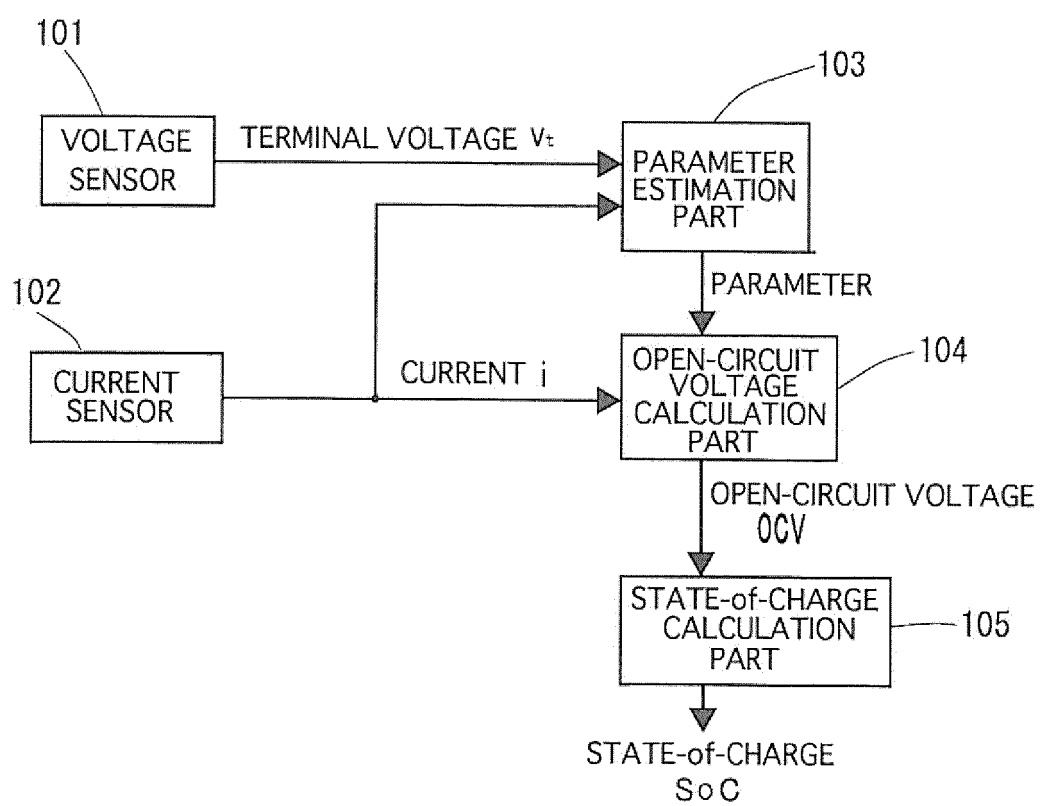 101
VOLTAGE
SENSOR
TERMINAL VOLTAGE Vt
103
PARAMETER
ESTIMATION
PART
PARAMETER
102
CURRENT
SENSOR
CURRENT i
OPEN-CIRCUIT
VOLTAGE
CALCULATION
PART
104
OPEN-CIRCUIT VOLTAGE
OCV
STATE-of-CHARGE
CALCULATION
PART
105
STATE-of-CHARGE
SoC